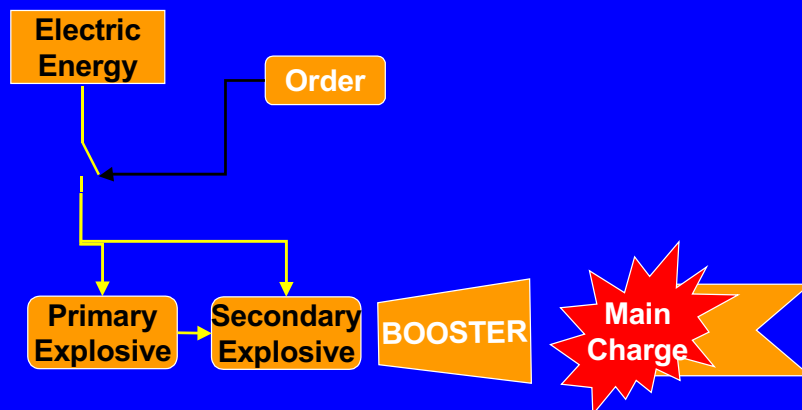 Electric
Energy
Order
Primary
Explosive
Secondary
Explosive
BOOSTER
Main
Charge